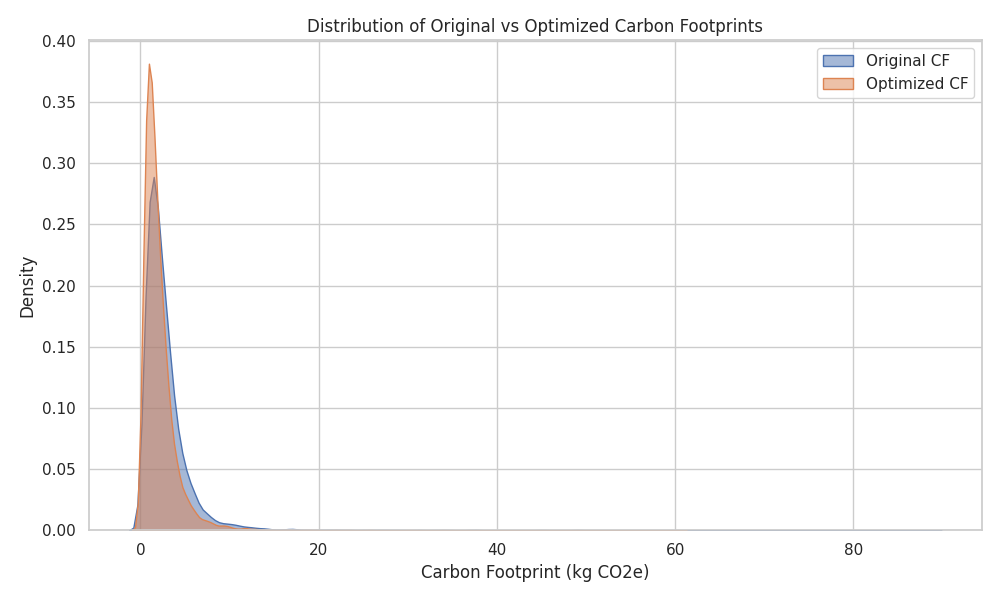 Distribution of Original vs Optimized Carbon Footprints
Original CF
Optimized CF
0.40
0.35
0.30
0.25
0.20
0.15
0.10
0.05
0.00
Density
0
20
40
60
80
Carbon Footprint (kg CO2e)